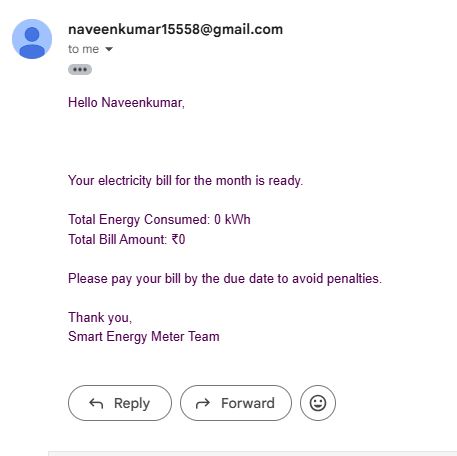 naveenkumar15558@gmail.com
to me
Hello Naveenkumar,
Your electricity bill for the month is ready.
Total Energy Consumed: 0 kWh
Total Bill Amount: ₹0
Please pay your bill by the due date to avoid penalties.
Thank you,
Smart Energy Meter Team
Reply
Forward